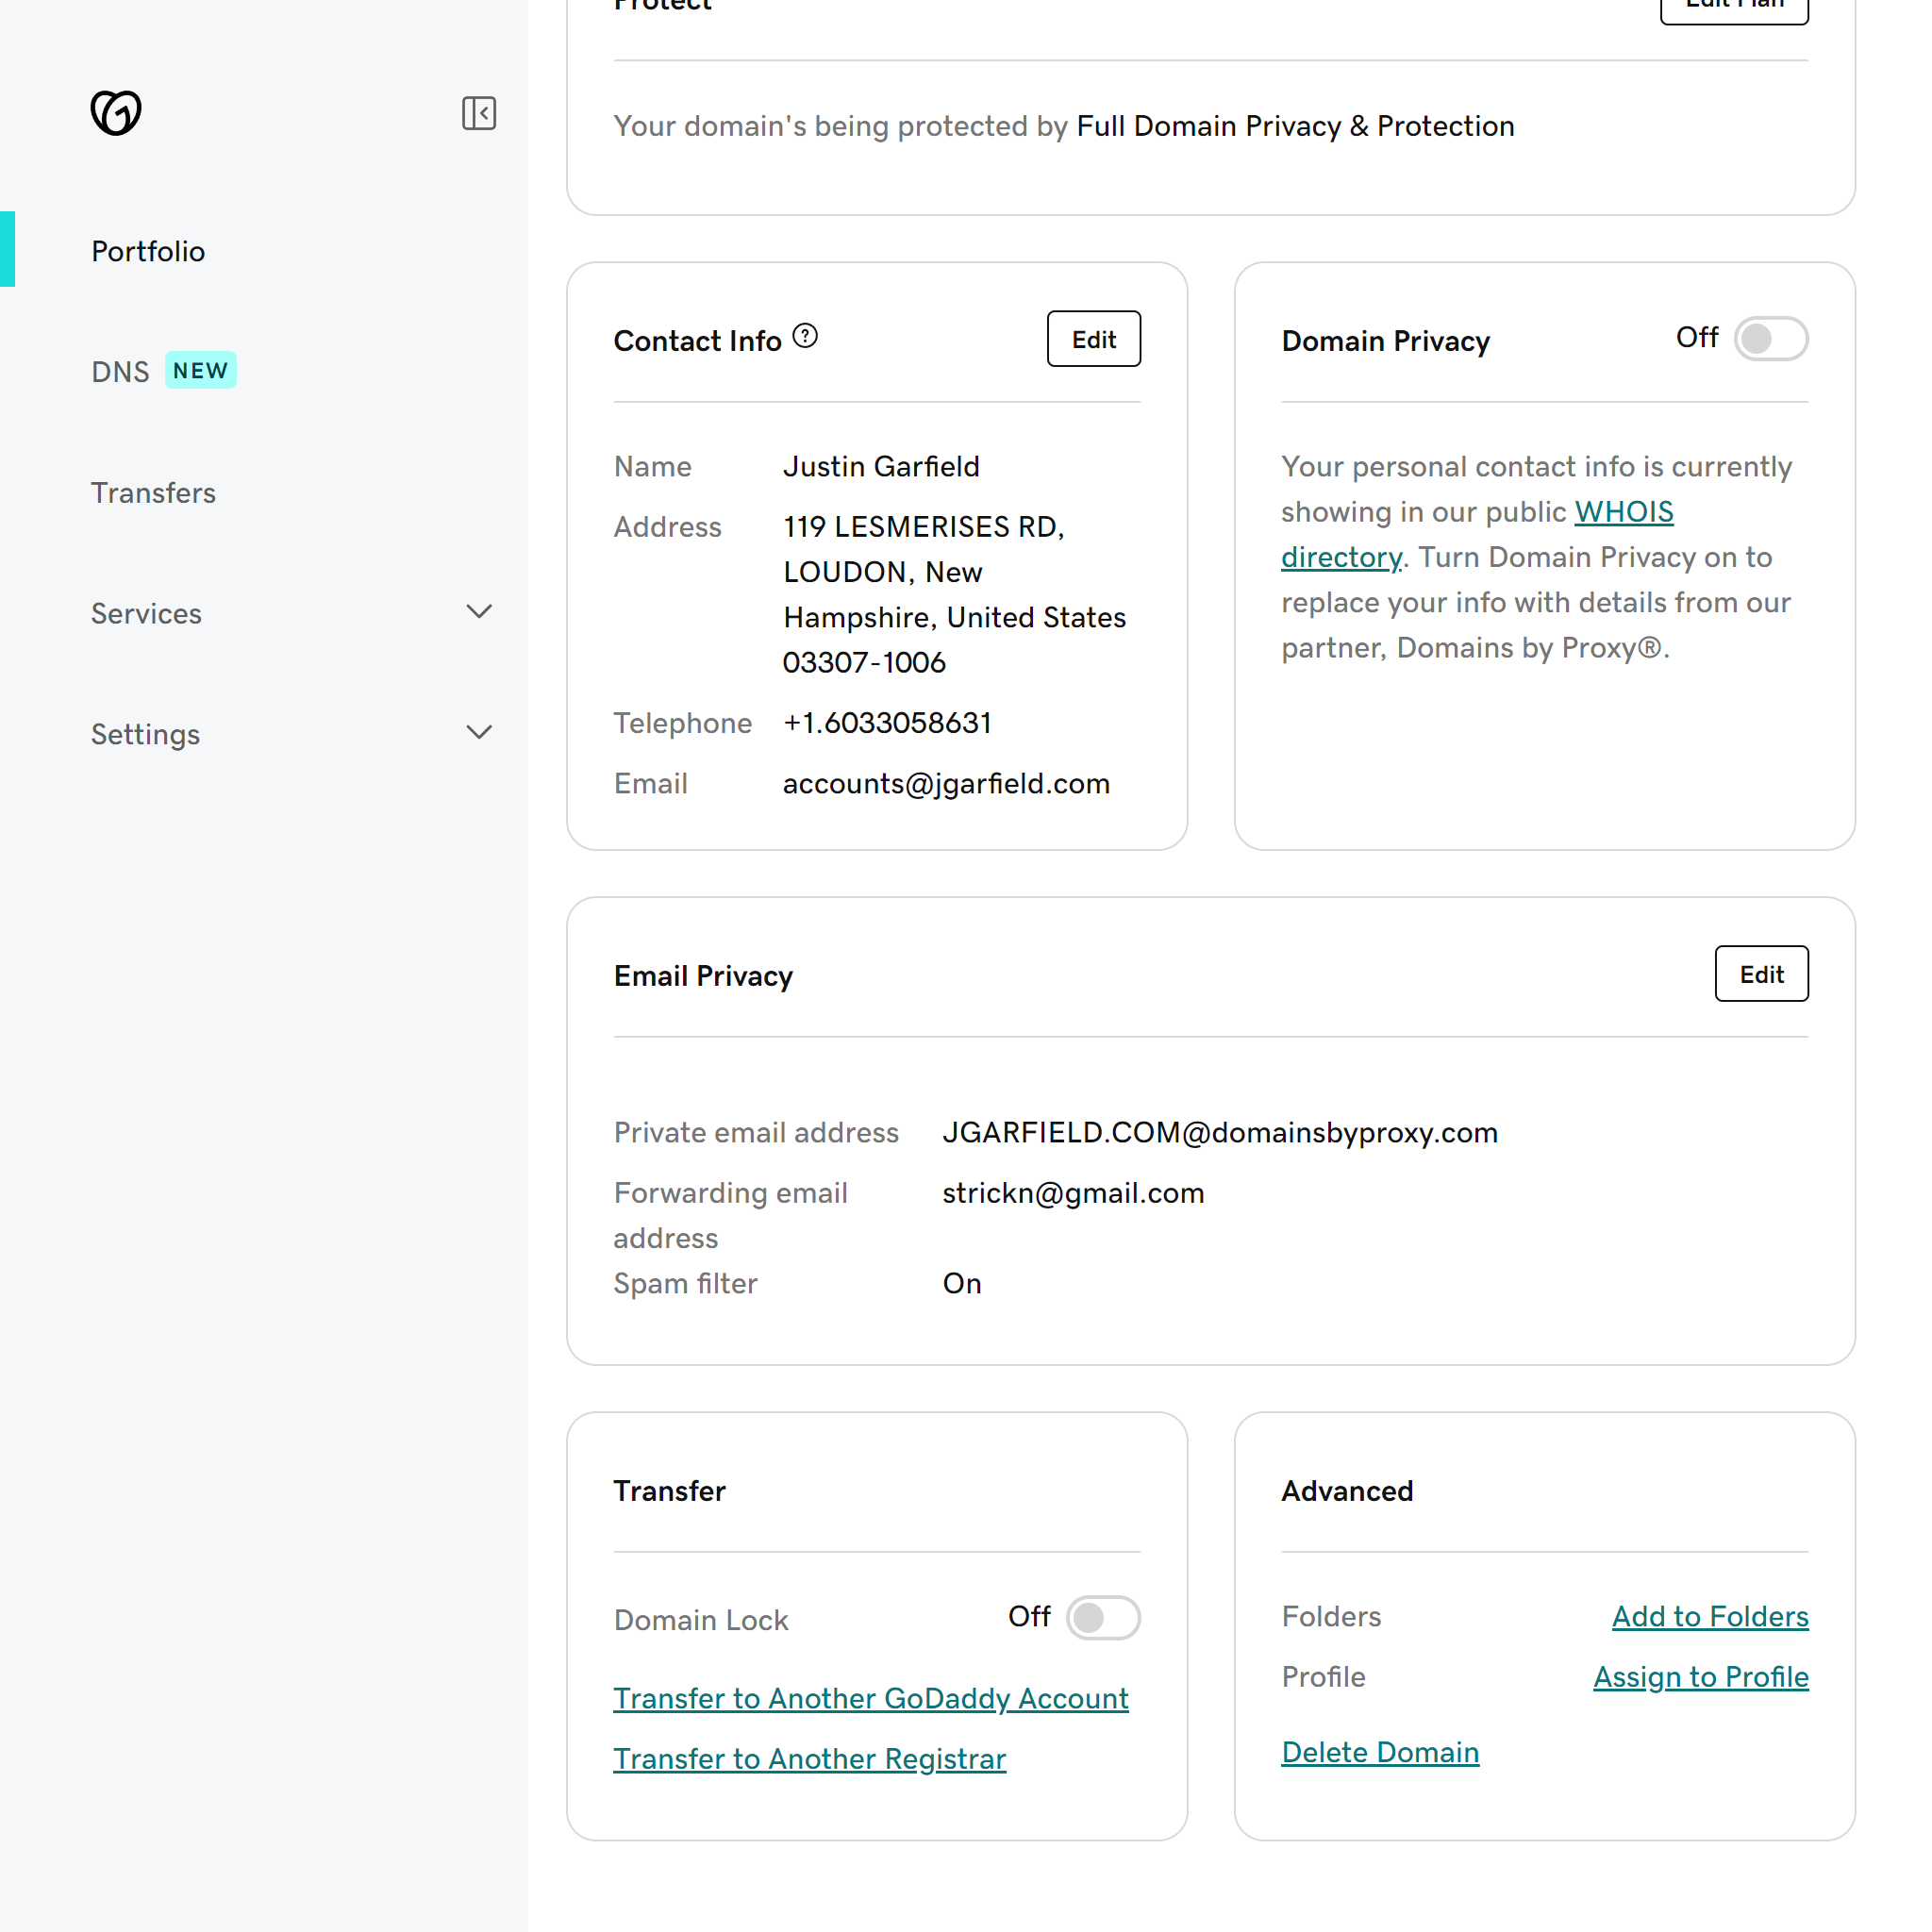 Protect
Edit Plan
Your domain's being protected by Full Domain Privacy & Protection
Portfolio
DNS NEW
Transfers
Services
Settings
Contact Info ?
Edit
Name Justin Garfield
Address 119 LESMERISES RD,
LOUDON, New
Hampshire, United States
03307-1006
Telephone +1.6033058631
Email accounts@jgarfield.com
Domain Privacy
Off
Your personal contact info is currently
showing in our public WHOIS
directory. Turn Domain Privacy on to
replace your info with details from our
partner, Domains by Proxy®.
Email Privacy
Edit
Private email address JGARFIELD.COM@domainsbyproxy.com
Forwarding email strickn@gmail.com
address
Spam filter On
Transfer
Domain Lock Off
Transfer to Another GoDaddy Account
Transfer to Another Registrar
Advanced
Folders Add to Folders
Profile Assign to Profile
Delete Domain